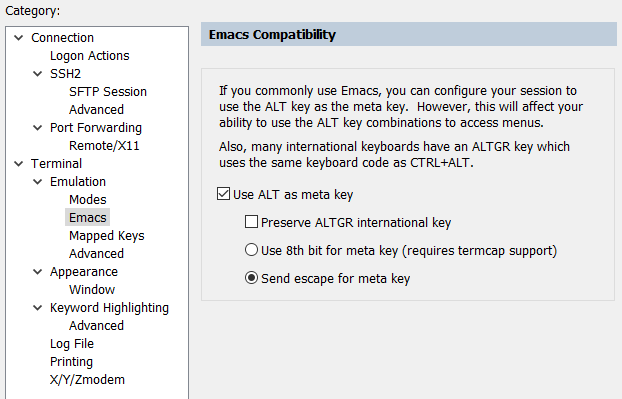 Category:
Connection
Logon Actions
SSH2
SFTP Session
Advanced
Port Forwarding
Remote/X11
Terminal
Emulation
Modes
Emacs
Mapped Keys
Advanced
Appearance
Window
Keyword Highlighting
Advanced
Log File
Printing
X/Y/Zmodem
Emacs Compatibility
If you commonly use Emacs, you can configure your session to
use the ALT key as the meta key.  However, this will affect your
ability to use the ALT key combinations to access menus.
Also, many international keyboards have an ALTGR key which
uses the same keyboard code as CTRL+ALT.
Use ALT as meta key
Preserve ALTGR international key
Use 8th bit for meta key (requires termcap support)
Send escape for meta key